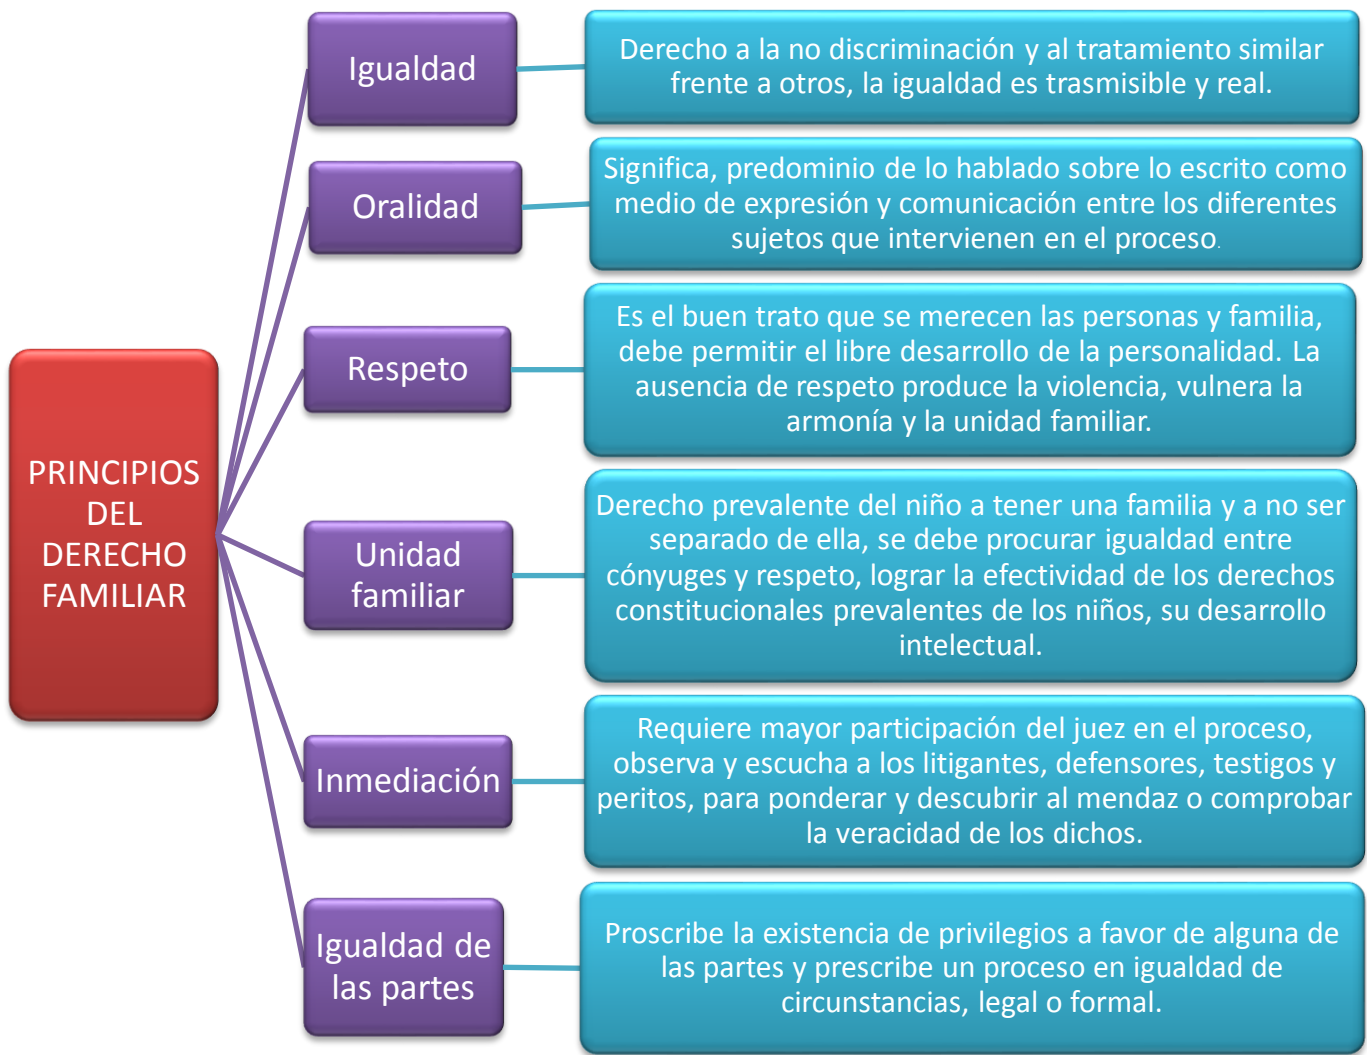 PRINCIPIOS
DEL
DERECHO
FAMILIAR
Igualdad
Derecho a la no discriminación y al tratamiento similar
frente a otros, la igualdad es trasmisible y real.
Oralidad
Significa, predominio de lo hablado sobre lo escrito como
medio de expresión y comunicación entre los diferentes
sujetos que intervienen en el proceso.
Respeto
Es el buen trato que se merecen las personas y familia,
debe permitir el libre desarrollo de la personalidad. La
ausencia de respeto produce la violencia, vulnera la
armonía y la unidad familiar.
Unidad
familiar
Derecho prevalente del niño a tener una familia y a no ser
separado de ella, se debe procurar igualdad entre
cónyuges y respeto, lograr la efectividad de los derechos
constitucionales prevalentes de los niños, su desarrollo
intelectual.
Inmediación
Requiere mayor participación del juez en el proceso,
observa y escucha a los litigantes, defensores, testigos y
peritos, para ponderar y descubrir al mendaz o comprobar
la veracidad de los dichos.
Igualdad de
las partes
Proscribe la existencia de privilegios a favor de alguna de
las partes y prescribe un proceso en igualdad de
circunstancias, legal o formal.